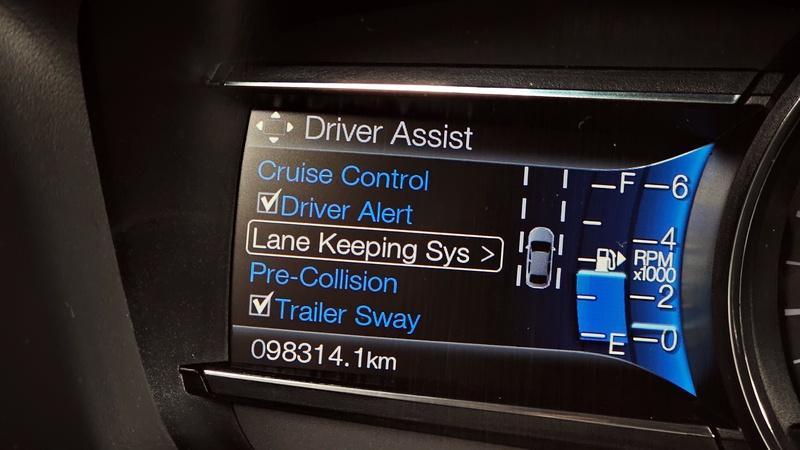 Driver Assist
Cruise Control
Driver Alert
Lane Keeping Sys >
Pre-Collision
Trailer Sway
098314.1km
F
E
6
4
RPM
x1000
2
0